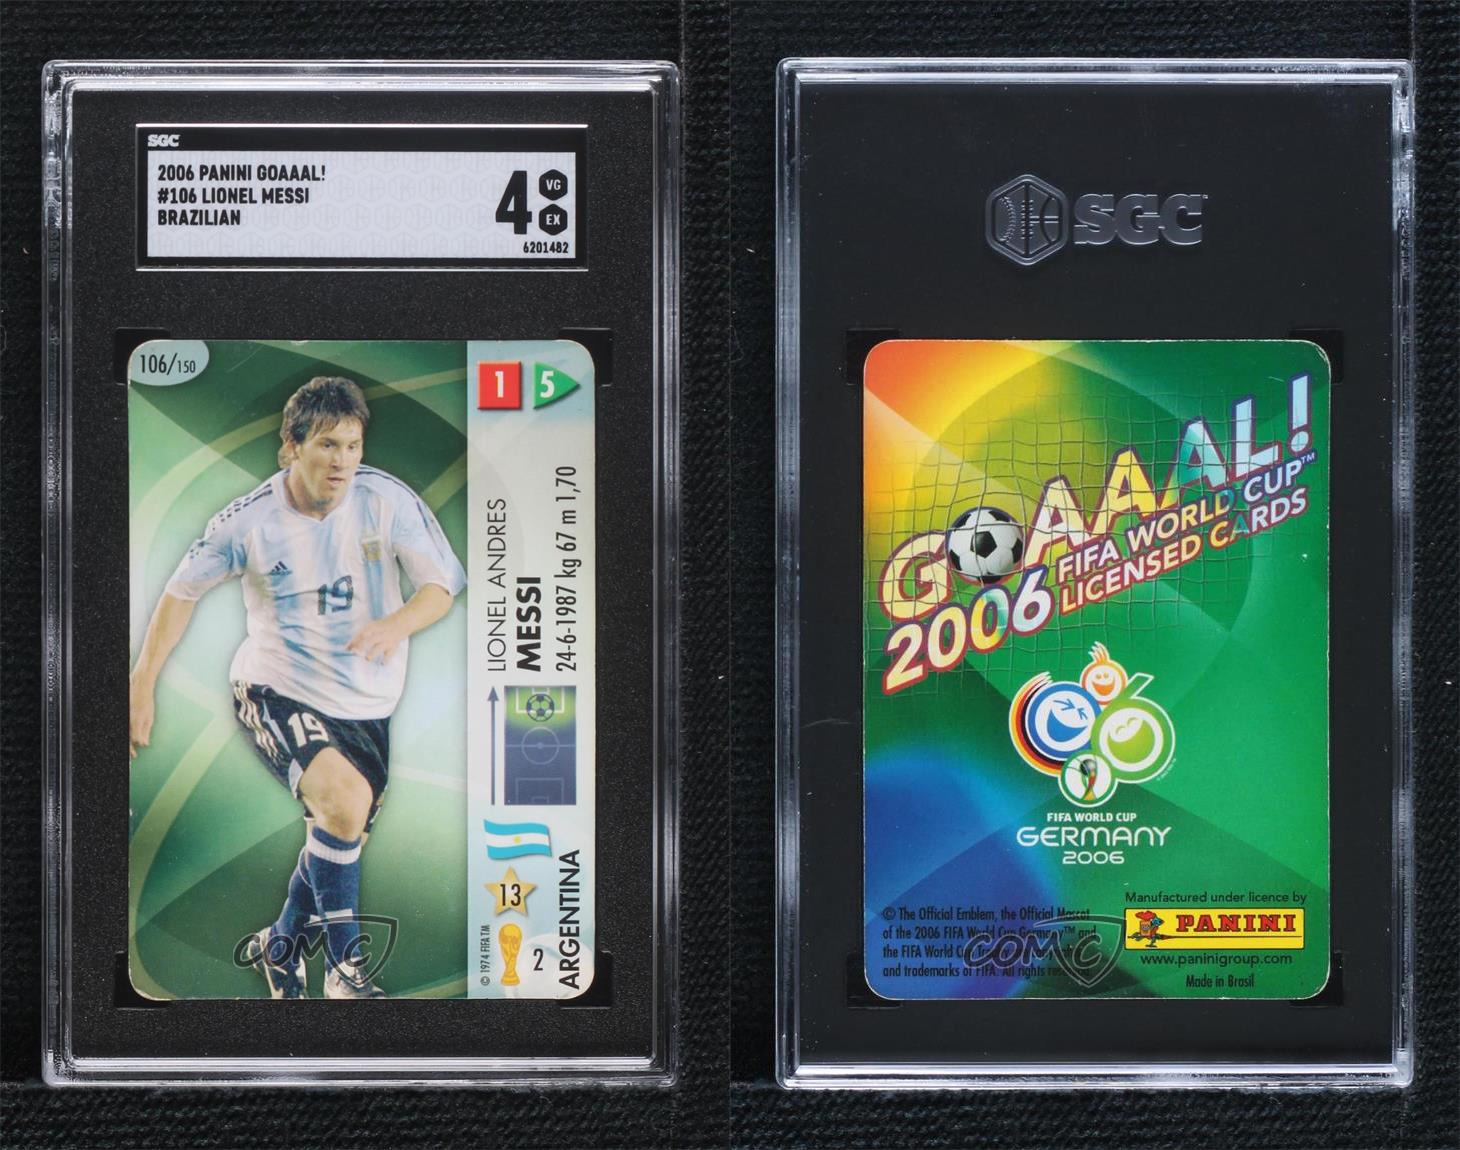 SGC
2006 PANINI GOAAAL!
#106 LIONEL MESSI
BRAZILIAN
4
VG
EX
6201482
106/150
1 5
19
19
LIONEL ANDRES
MESSI
24-6-1987 kg 67 m 1,70
13
2
ARGENTINA
© 1974 FIFA TM
COMC
SGC
GOAAAL!
2006 FIFA WORLD CUP™
LICENSED CARDS
FIFA WORLD CUP
GERMANY
2006
Manufactured under licence by
PANINI
www.paninigroup.com
Made in Brasil
© The Official Emblem, the Official Mascot
of the 2006 FIFA World Cup Germany™ and
the FIFA World Cup
and trademarks of FIFA. All rights
COMC